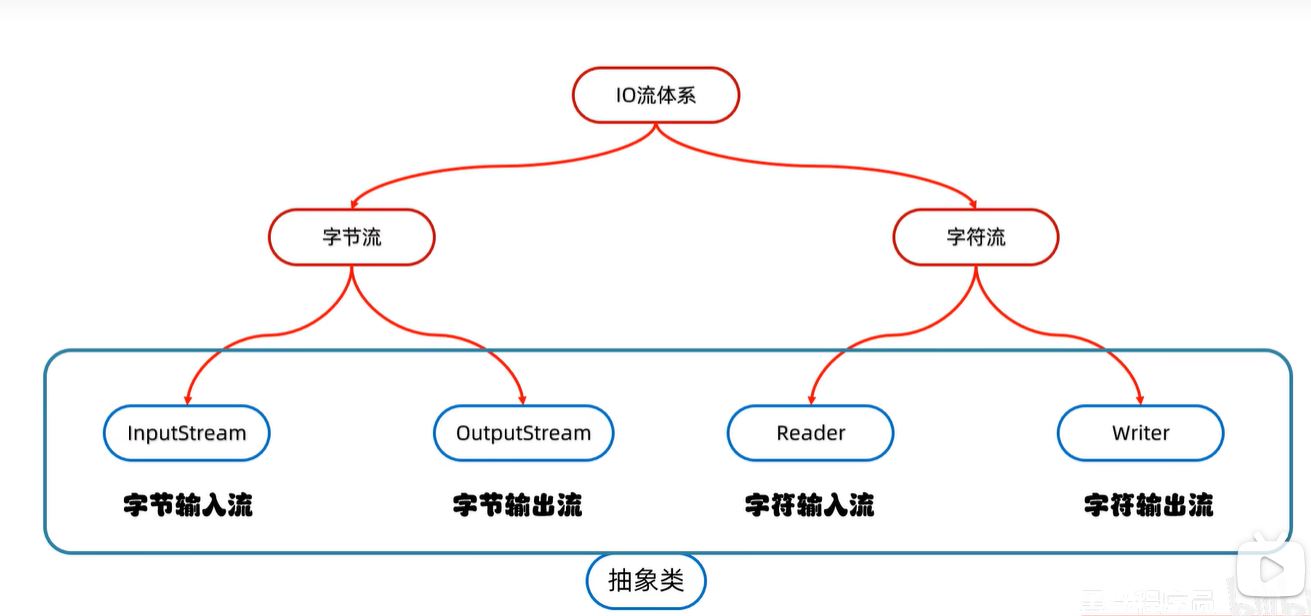 IO流体系
字节流
字符流
InputStream
OutputStream
Reader
Writer
字节输入流
字节输出流
字符输入流
字符输出流
抽象类